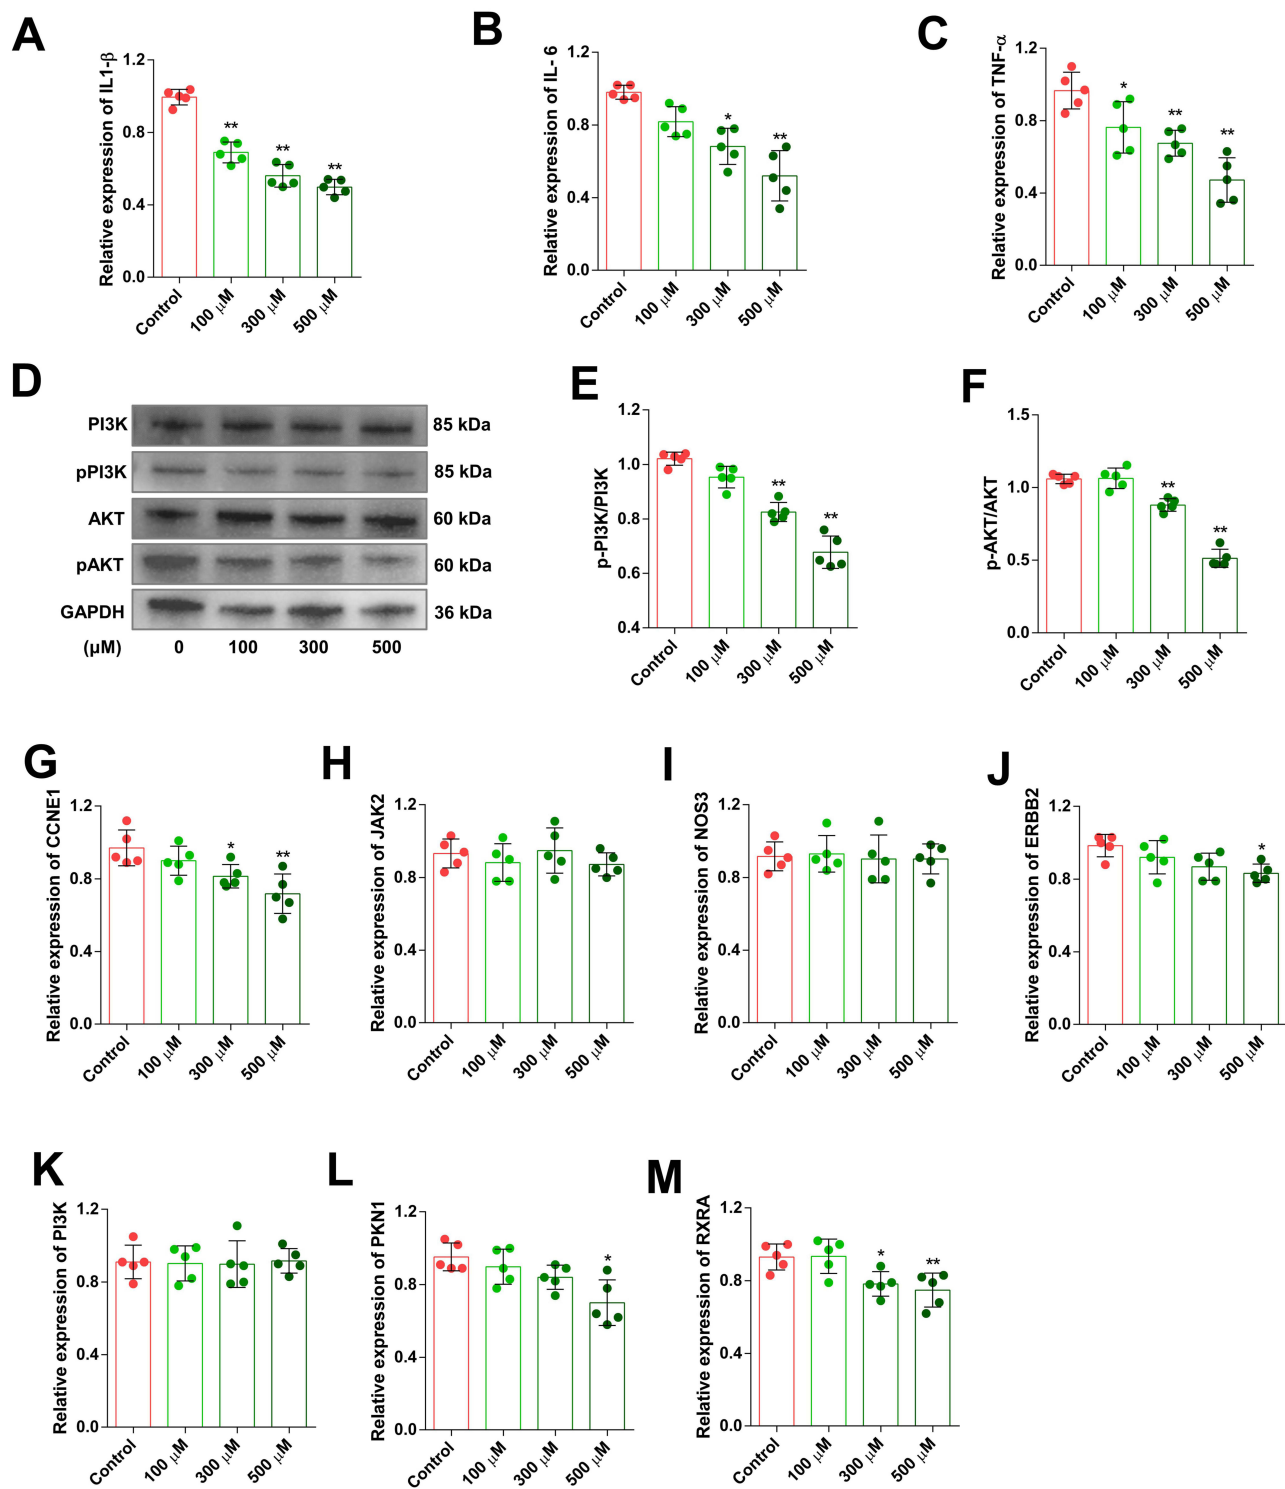 A
Relative expression of IL1-β
1.2
0.8
0.4
0.0
**
**
**
Control
100 μM
300 μM
500 μM
B
Relative expression of IL- 6
1.2
0.8
0.4
0.0
*
**
Control
100 μM
300 μM
500 μM
C
Relative expression of TNF-α
1.2
0.8
0.4
0.0
*
**
**
Control
100 μM
300 μM
500 μM
D
PI3K 85 kDa
pPI3K 85 kDa
AKT 60 kDa
pAKT 60 kDa
GAPDH 36 kDa
(μM) 0 100 300 500
E
p-PI3K/PI3K
1.2
1.0
0.8
0.6
0.4
**
**
Control
100 μM
300 μM
500 μM
F
p-AKT/AKT
1.5
1.0
0.5
0.0
**
**
Control
100 μM
300 μM
500 μM
G
Relative expression of CCNE1
1.2
0.8
0.4
0.0
*
**
Control
100 μM
300 μM
500 μM
H
Relative expression of JAK2
1.2
0.8
0.4
0.0
Control
100 μM
300 μM
500 μM
I
Relative expression of NOS3
1.2
0.8
0.4
0.0
Control
100 μM
300 μM
500 μM
J
Relative expression of ERBB2
1.2
0.8
0.4
0.0
*
Control
100 μM
300 μM
500 μM
K
Relative expression of PI3K
1.2
0.8
0.4
0.0
Control
100 μM
300 μM
500 μM
L
Relative expression of PKN1
1.2
0.8
0.4
0.0
*
Control
100 μM
300 μM
500 μM
M
Relative expression of RXRA
1.2
0.8
0.4
0.0
*
**
Control
100 μM
300 μM
500 μM